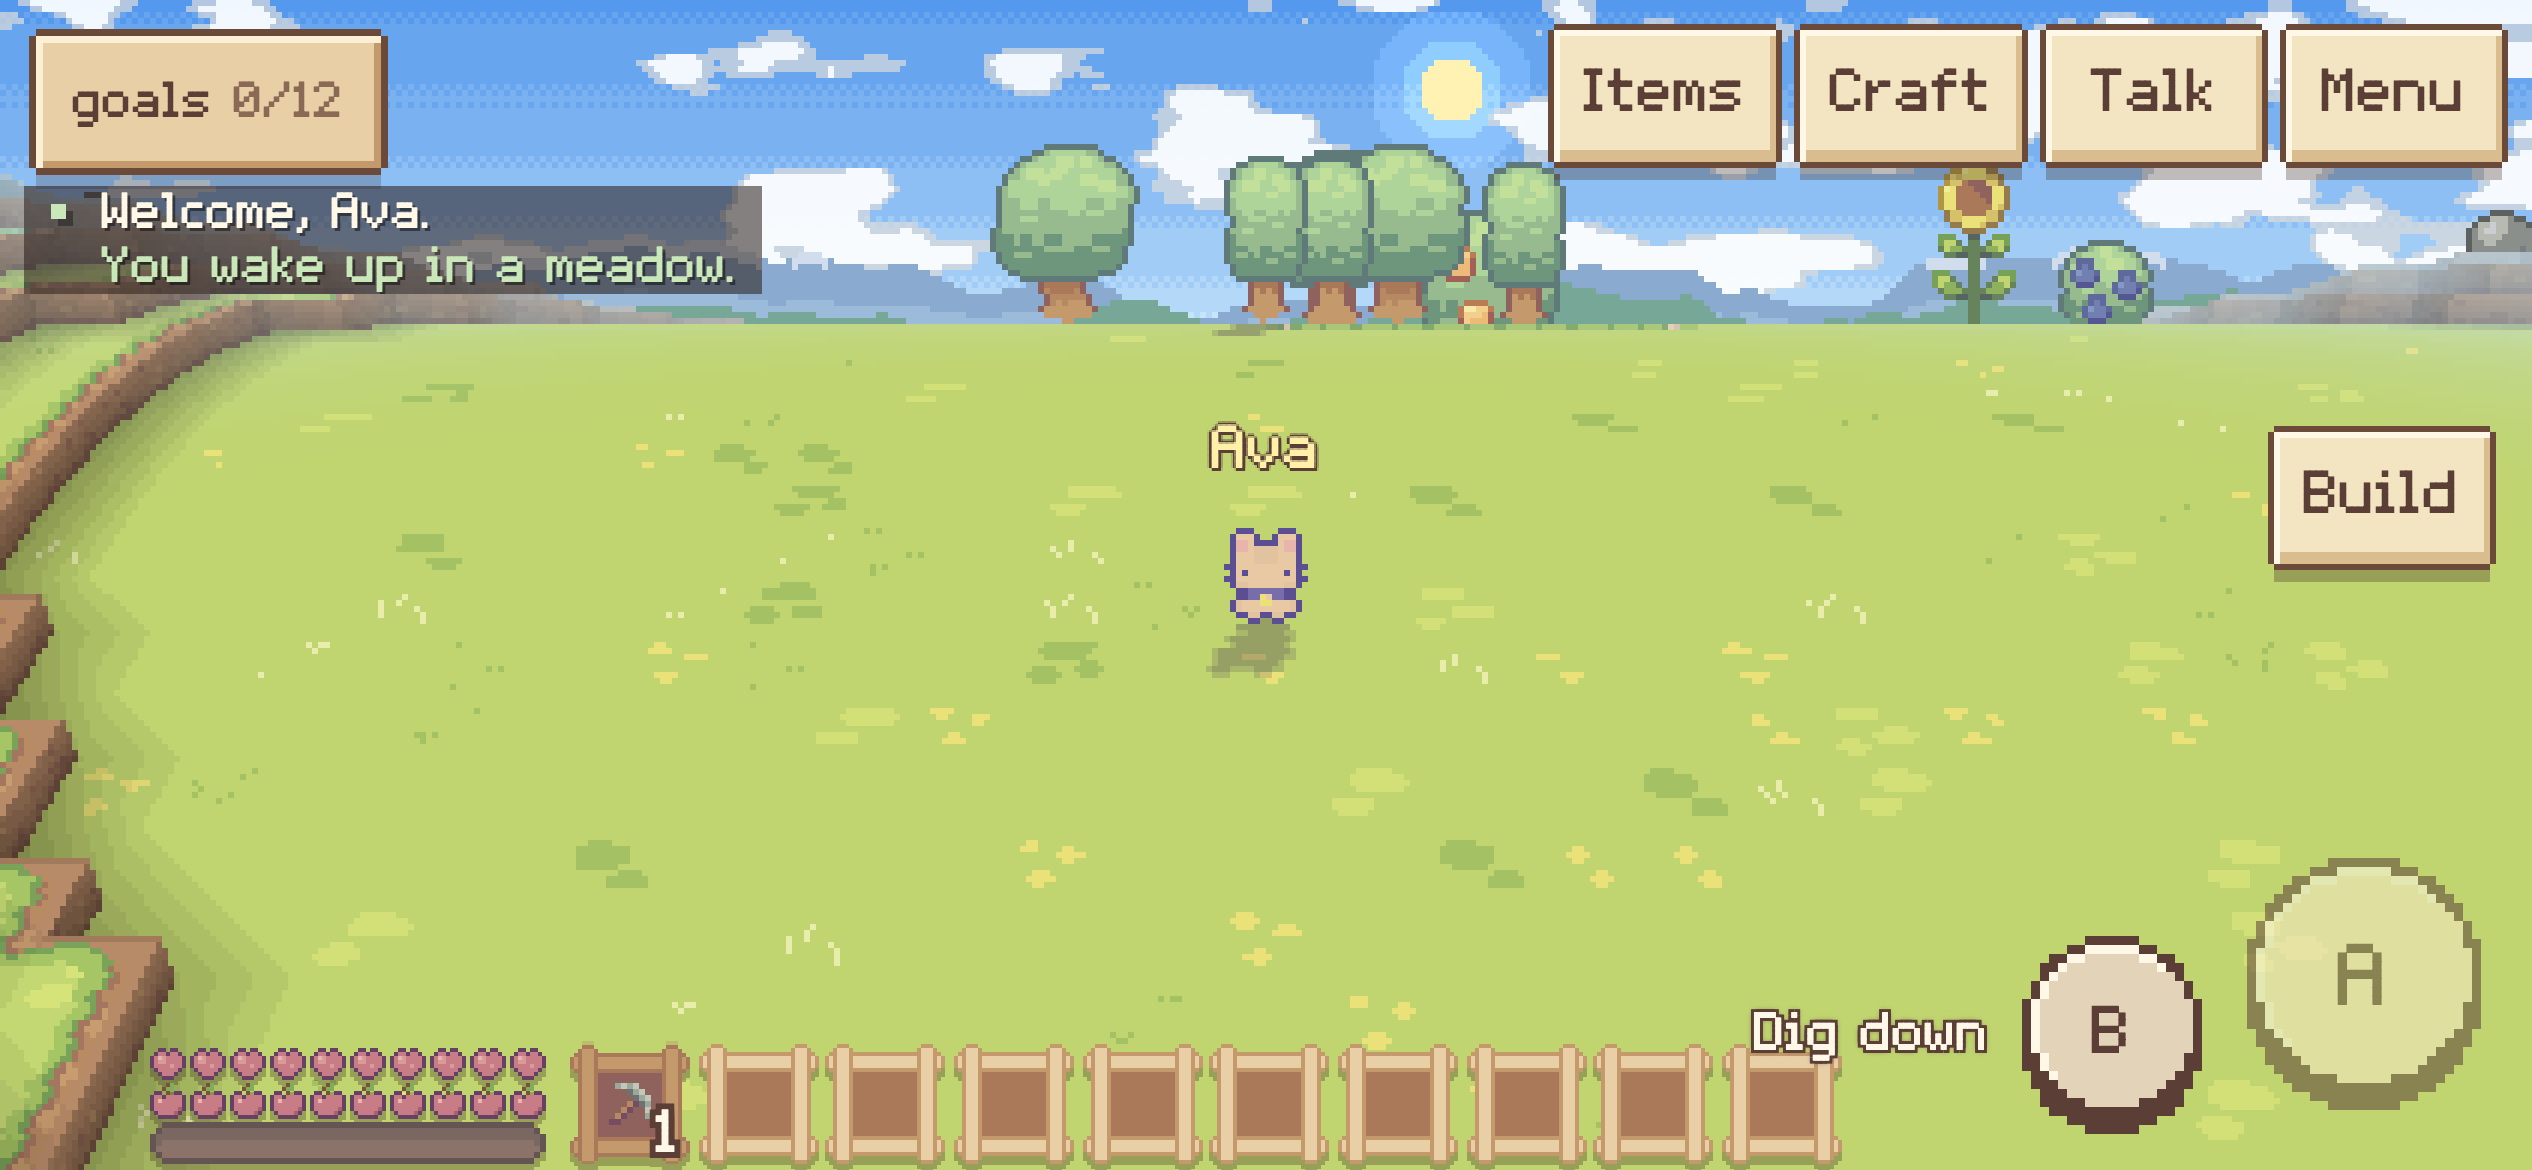 goals 0/12
Items
Craft
Talk
Menu
Welcome, Ava.
You wake up in a meadow.
Ava
Build
A
Dig down
B
1